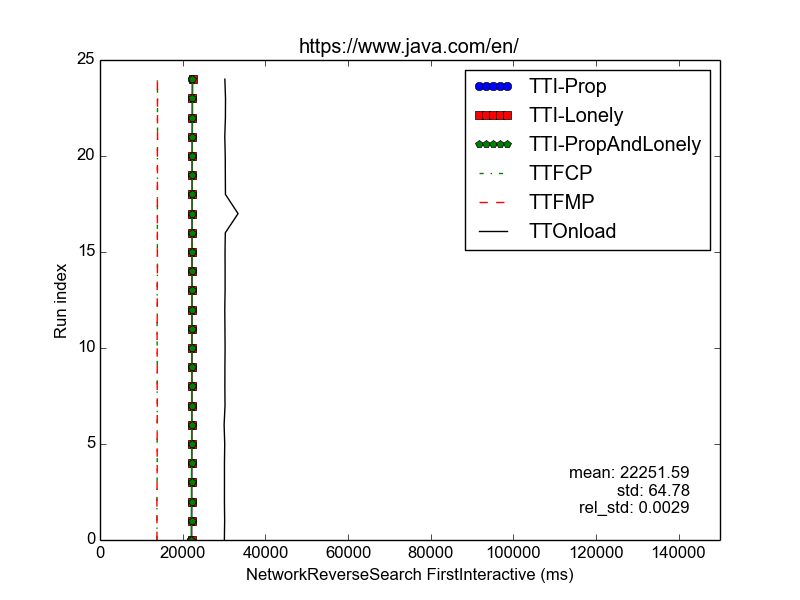 https://www.java.com/en/
25
20
15
10
5
0
Run index
TTI-Prop
TTI-Lonely
TTI-PropAndLonely
TTFCP
TTFMP
TTOnload
mean: 22251.59
std: 64.78
rel_std: 0.0029
0 20000 40000 60000 80000 100000 120000 140000
NetworkReverseSearch FirstInteractive (ms)